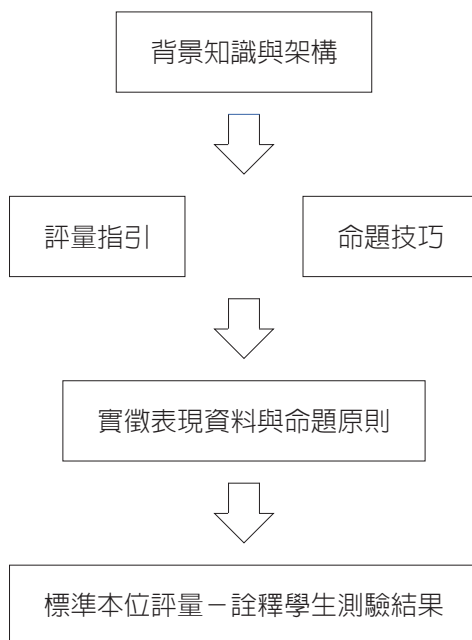 背景知識與架構
評量指引
命題技巧
實徵表現資料與命題原則
標準本位評量－詮釋學生測驗結果